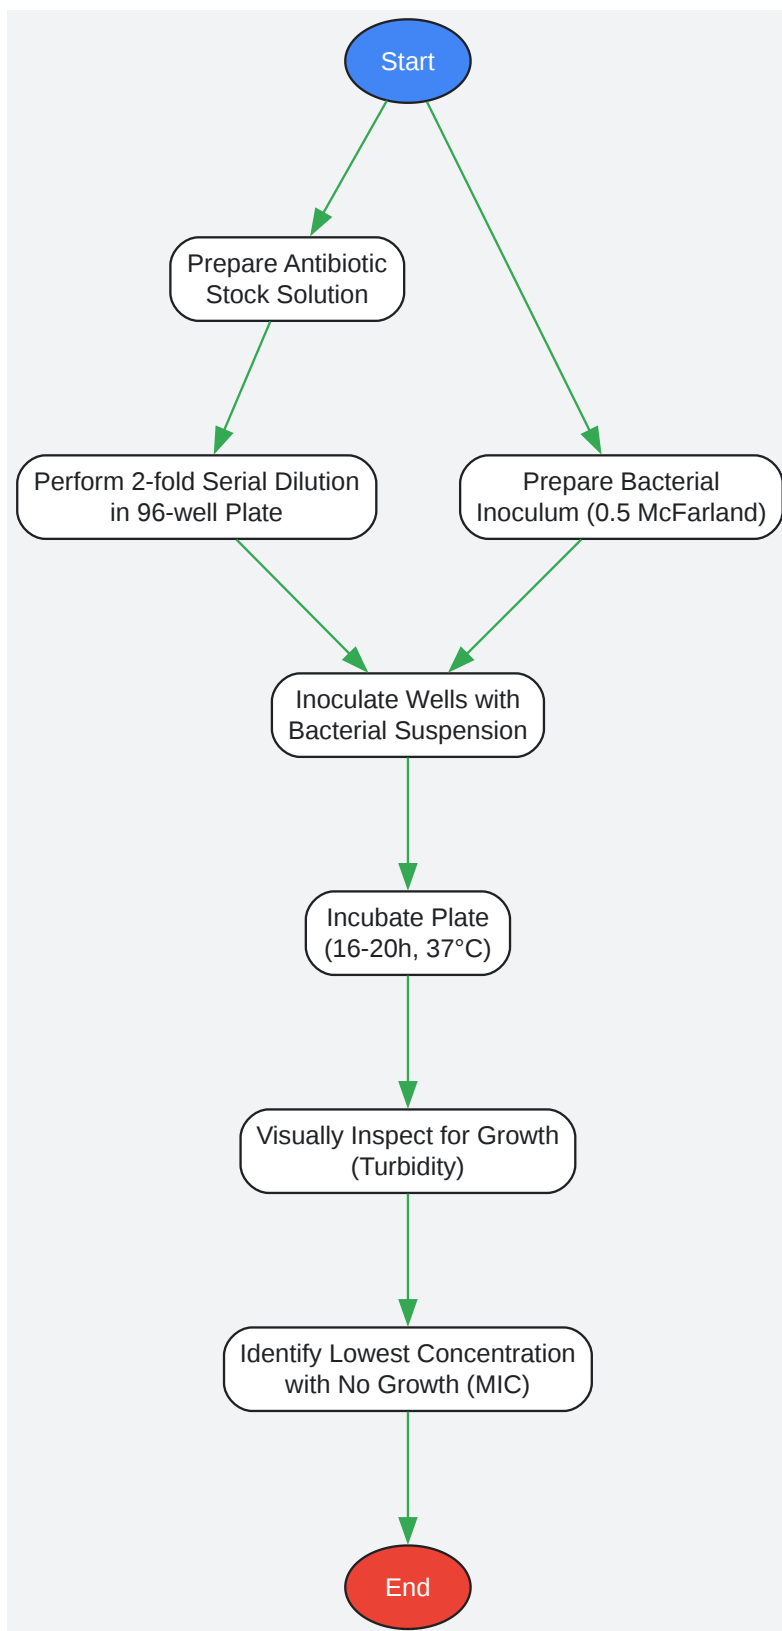 Start
Prepare Antibiotic
Stock Solution
Perform 2-fold Serial Dilution
in 96-well Plate
Prepare Bacterial
Inoculum (0.5 McFarland)
Inoculate Wells with
Bacterial Suspension
Incubate Plate
(16-20h, 37°C)
Visually Inspect for Growth
(Turbidity)
Identify Lowest Concentration
with No Growth (MIC)
End